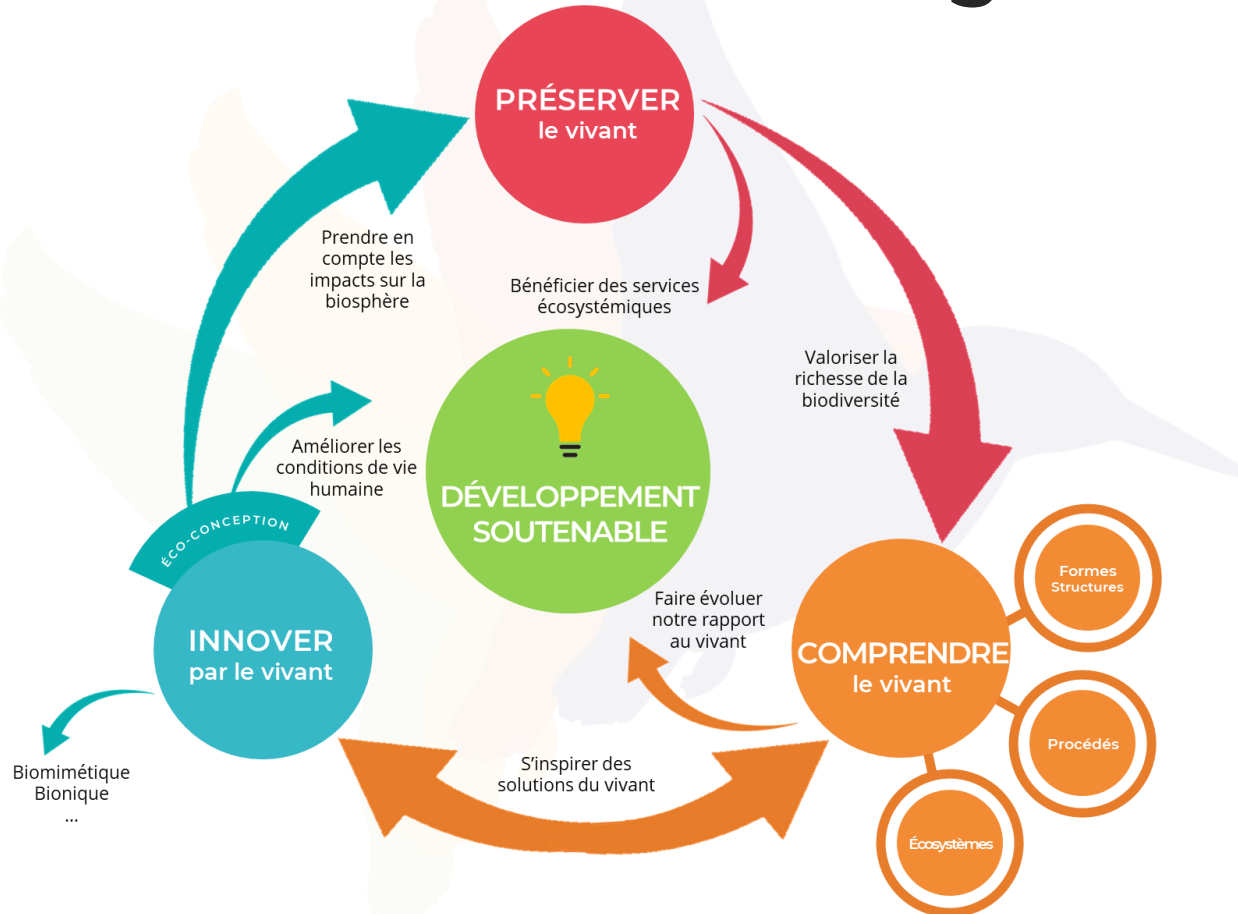 PRÉSERVER
le vivant
Prendre en
compte les
impacts sur la
biosphère
Bénéficier des services
écosystémiques
Valoriser la
richesse de la
biodiversité
Améliorer les
conditions de vie
humaine
DÉVELOPPEMENT
SOUTENABLE
ÉCO-CONCEPTION
INNOVER
par le vivant
Faire évoluer
notre rapport
au vivant
COMPRENDRE
le vivant
Formes
Structures
Procédés
Écosystèmes
S’inspirer des
solutions du vivant
Biomimétique
Bionique
...